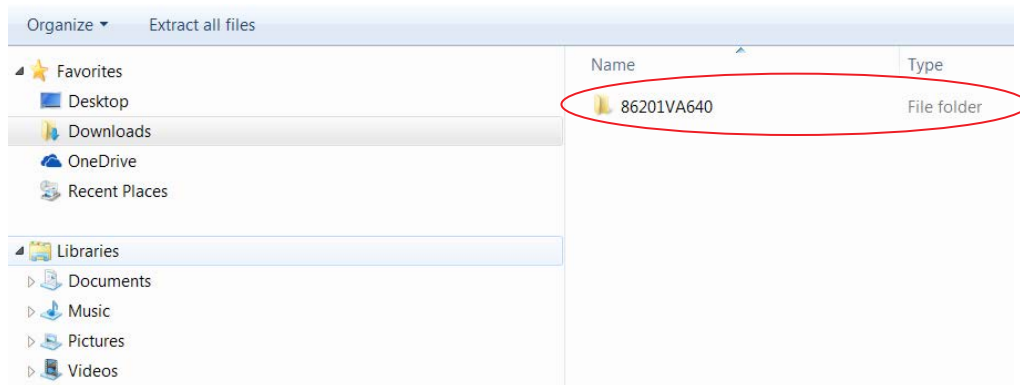 Organize Extract all files
Favorites
Desktop
Downloads
OneDrive
Recent Places
Libraries
Documents
Music
Pictures
Videos
Name Type
86201VA640 File folder